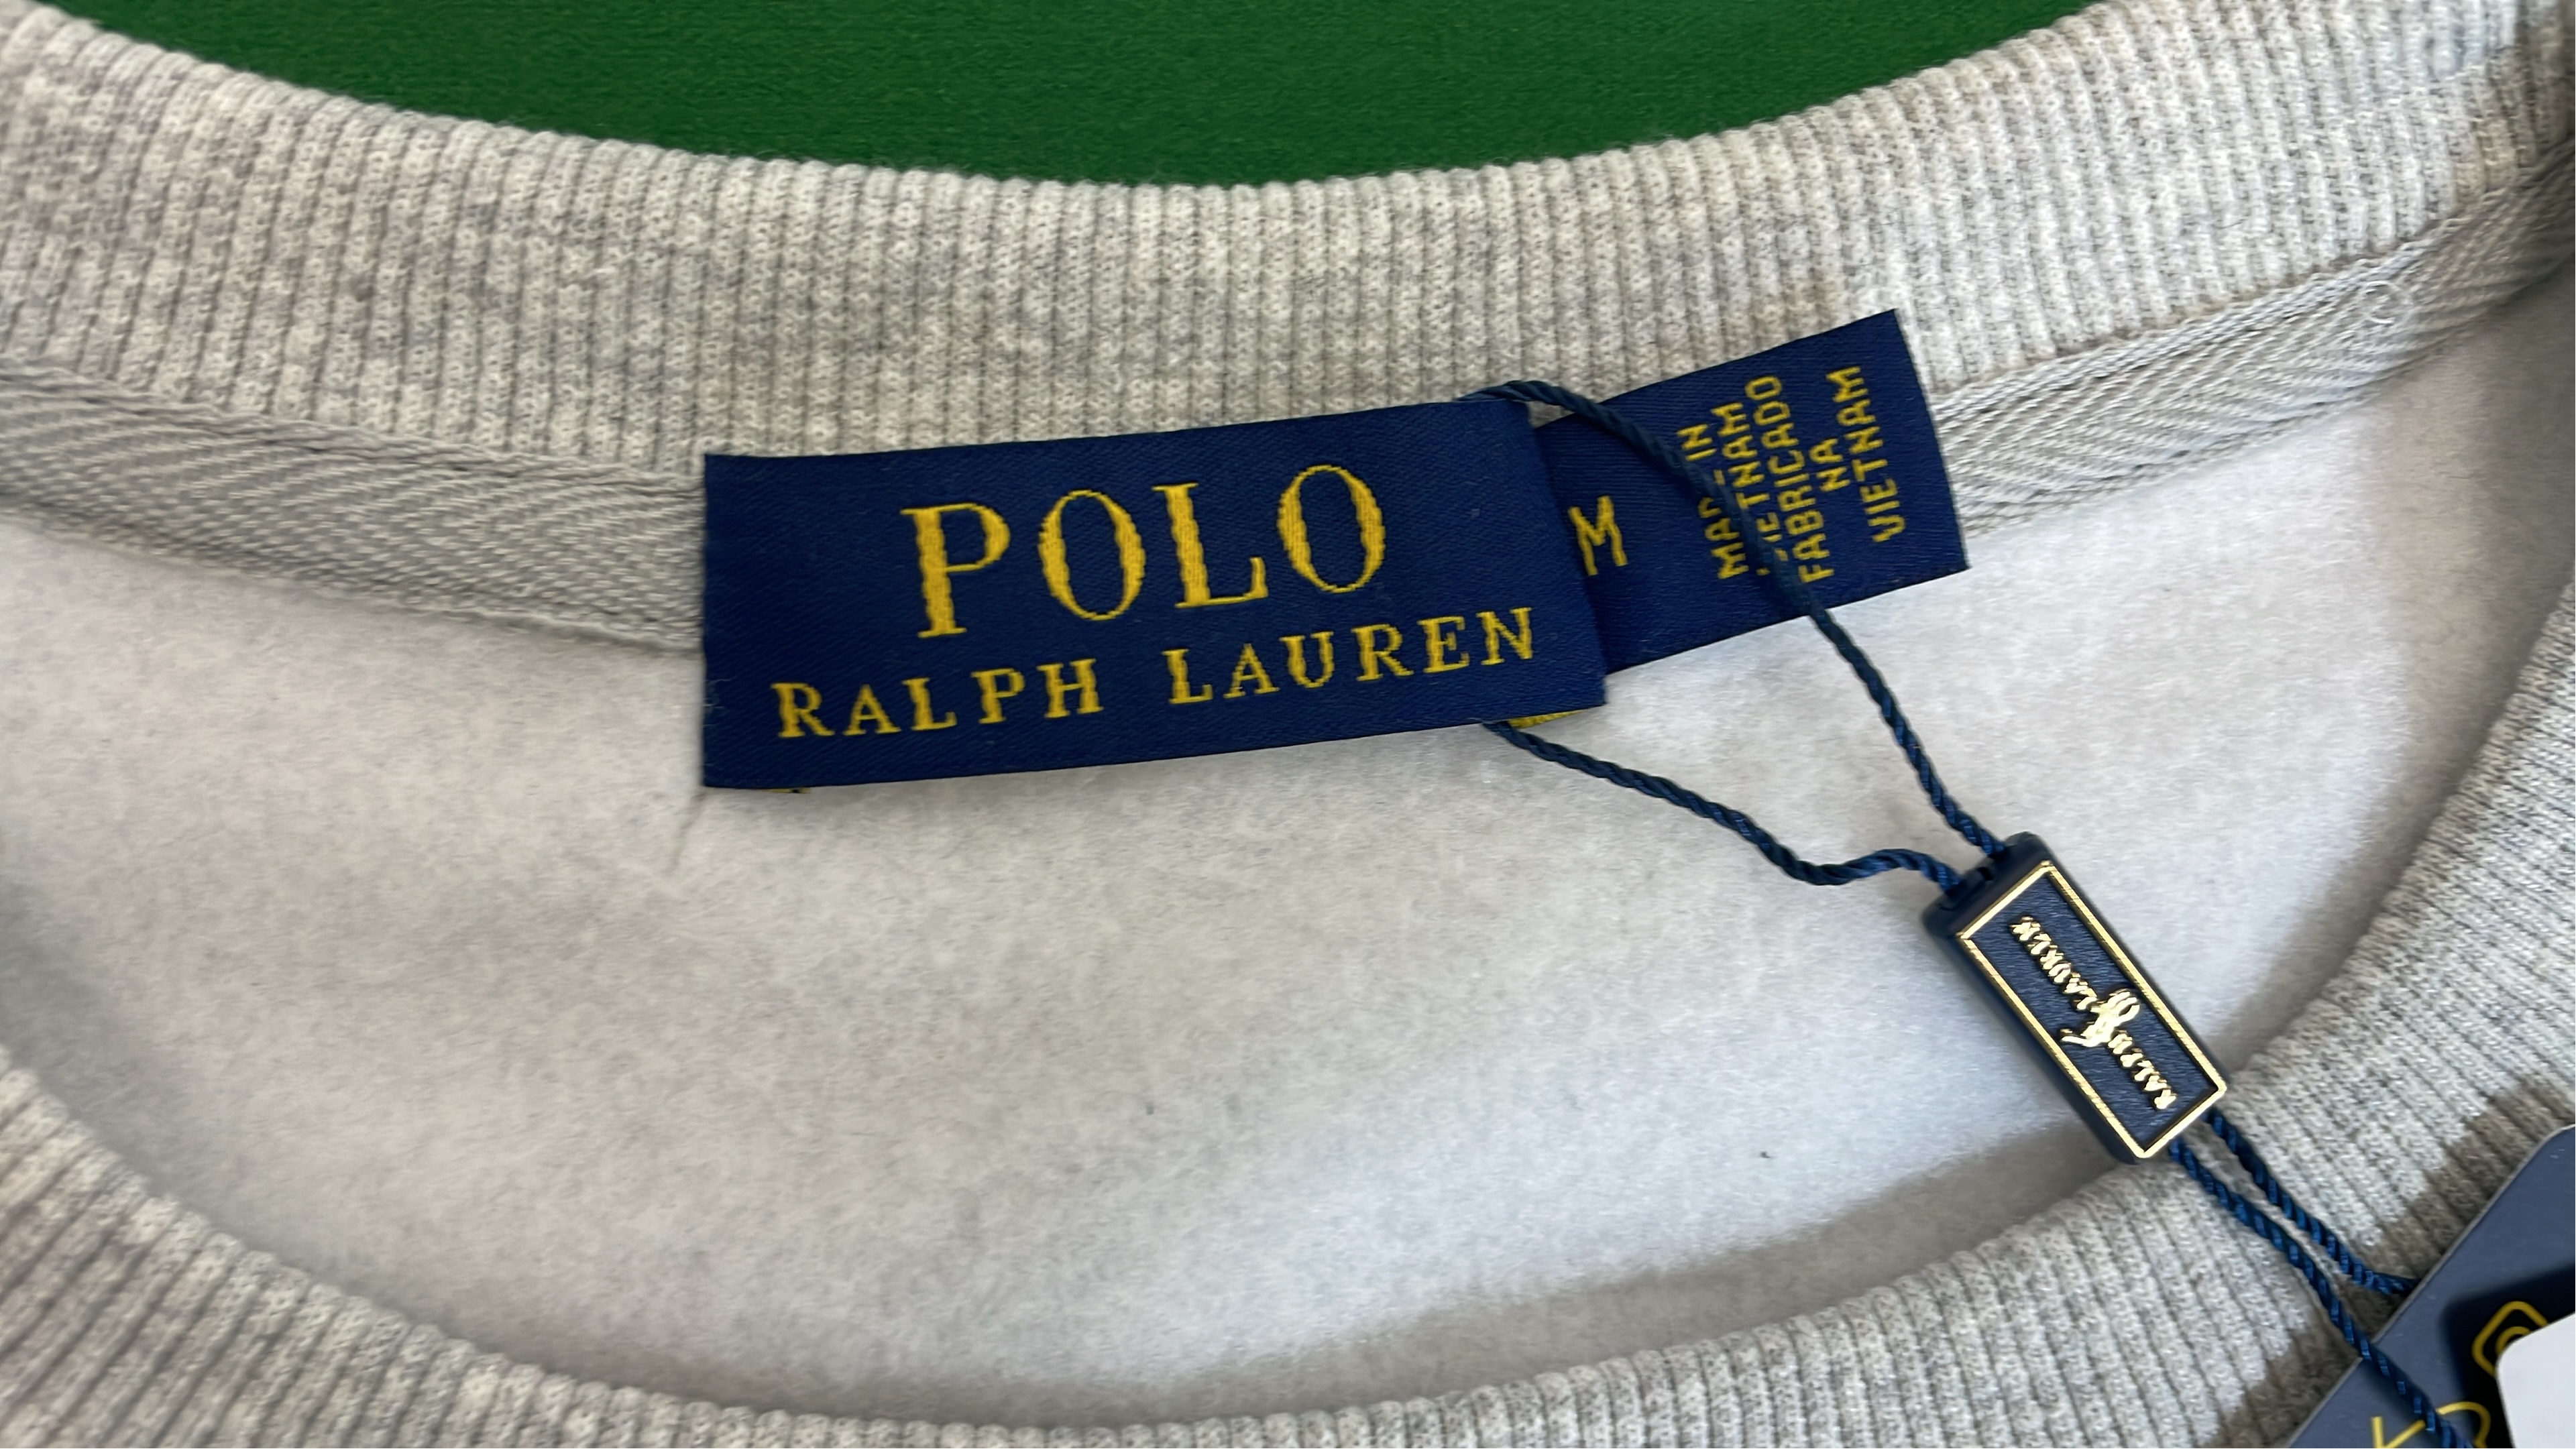 POLO
RALPH LAUREN
M
MADE IN
VIETNAM
FABRICADO
NA
VIETNAM
RALPH LAUREN